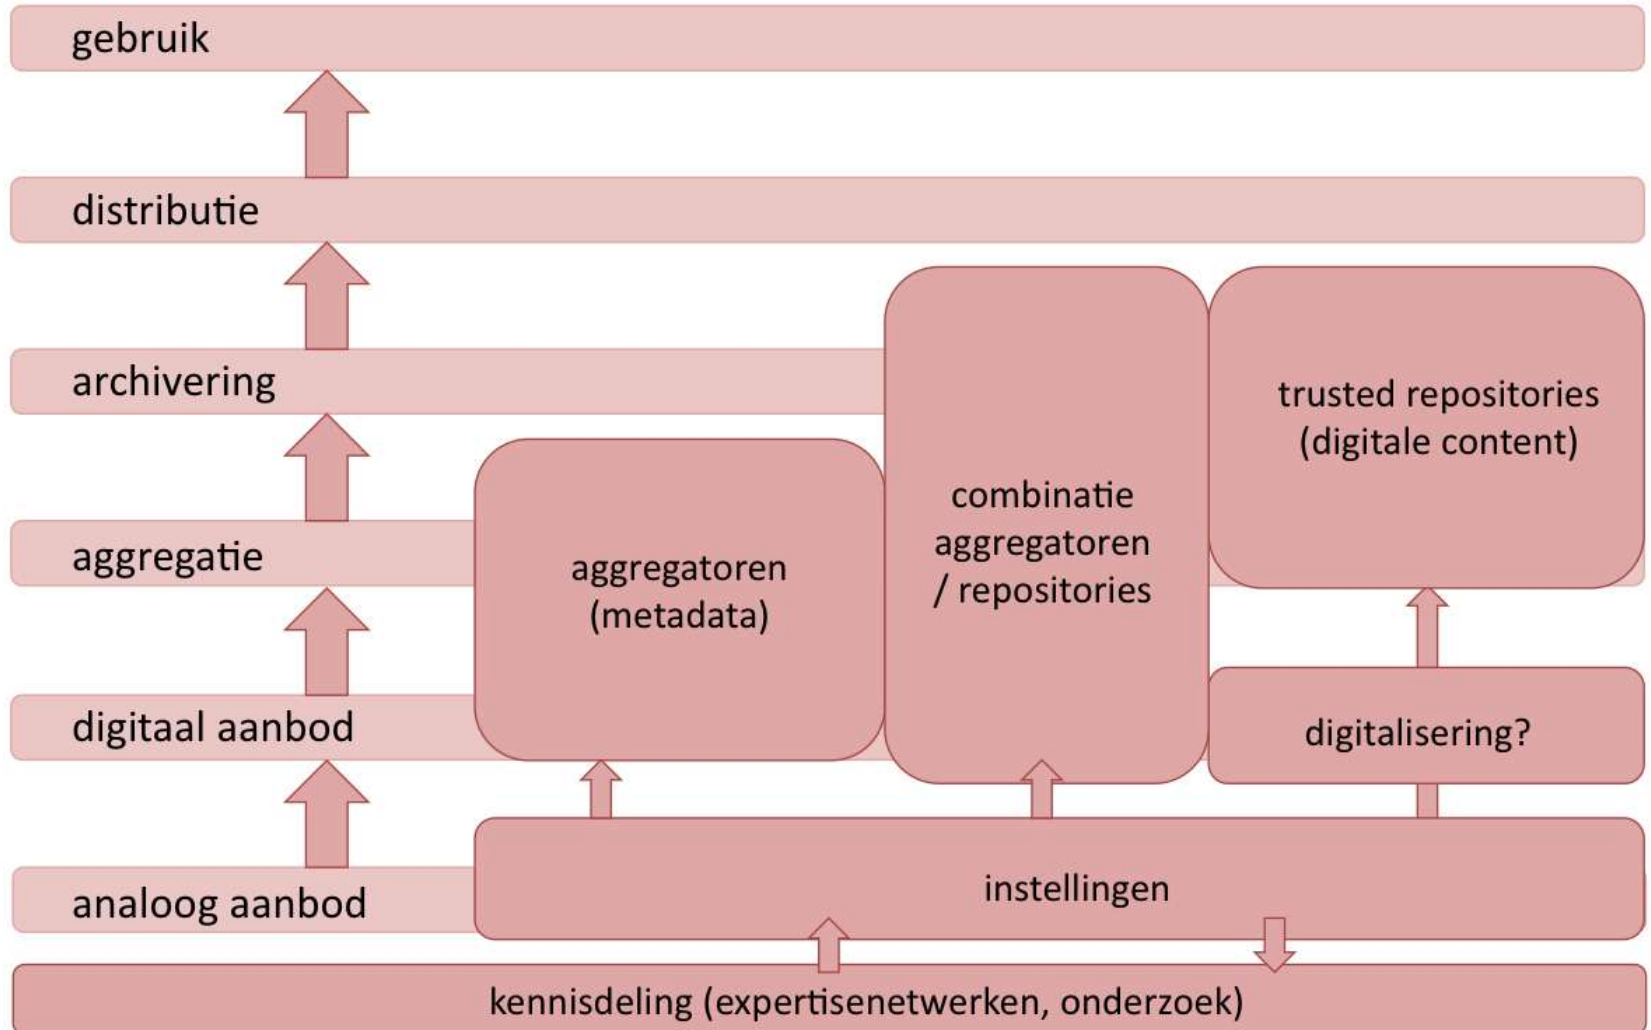 gebruik
distributie
archivering
trusted repositories
(digitale content)
combinatie
aggregatoren
/ repositories
aggregatie
aggregatoren
(metadata)
digitaal aanbod
digitalisering?
analoog aanbod
instellingen
kennisdeling (expertisenetwerken, onderzoek)